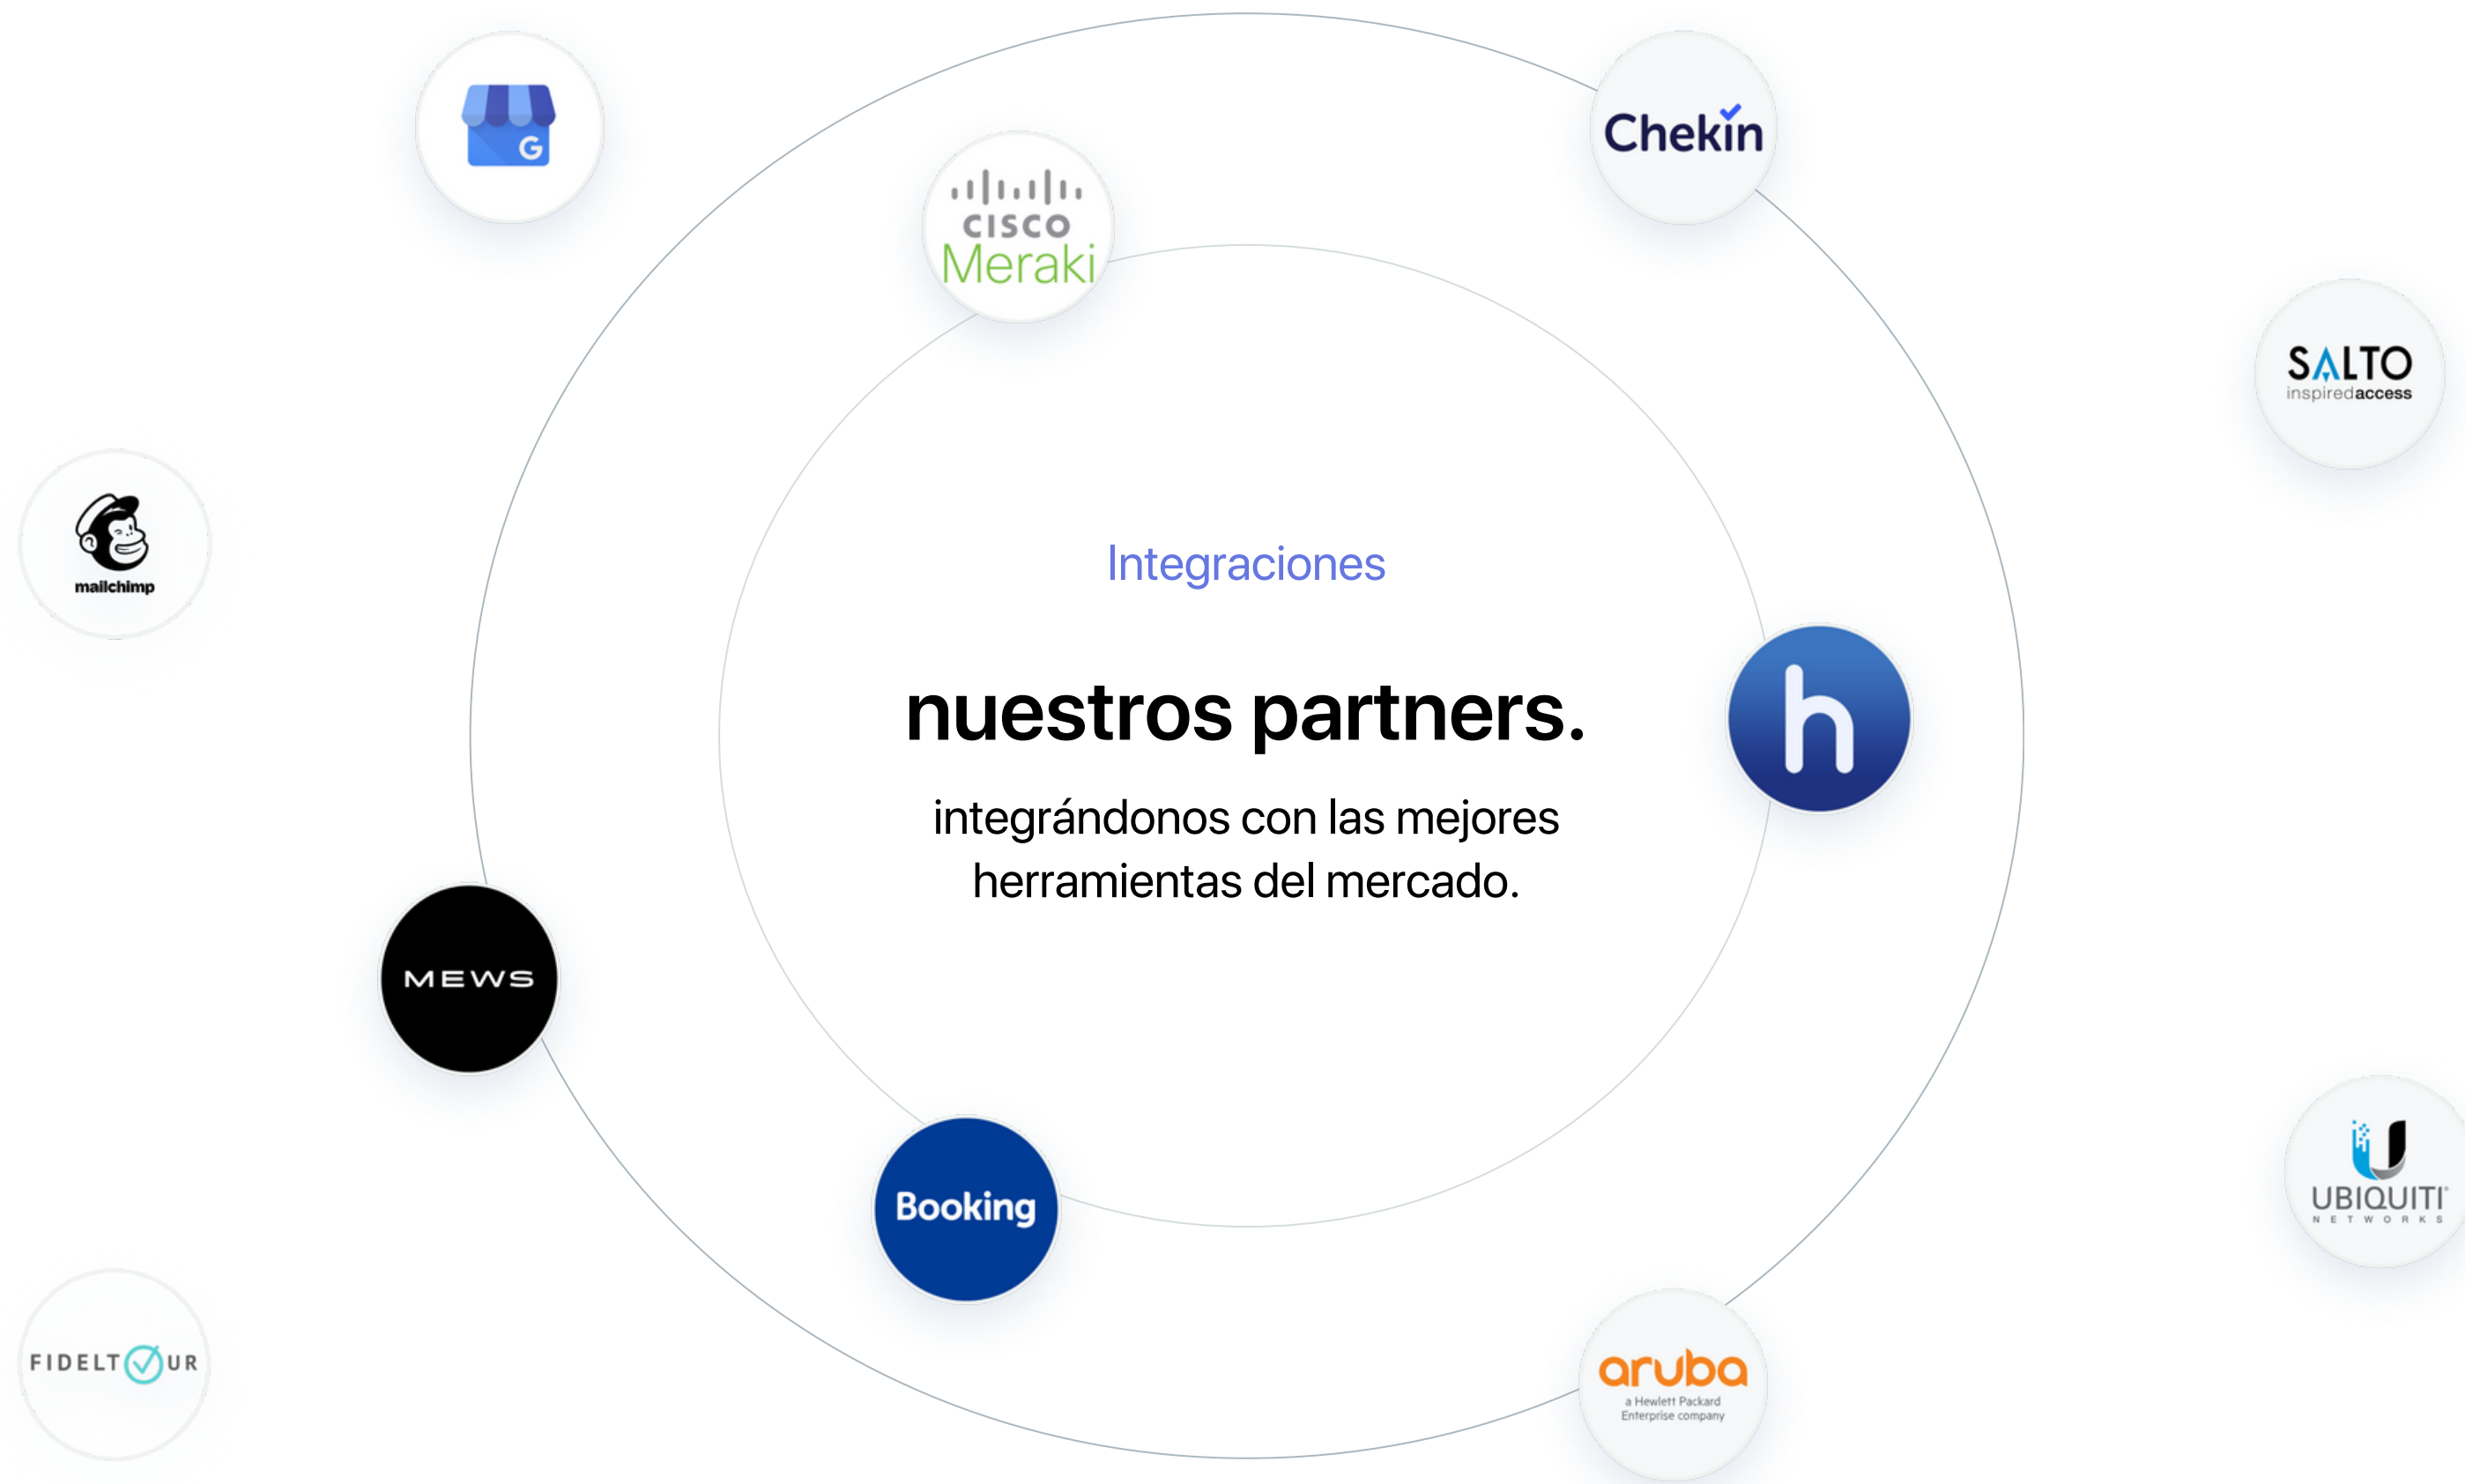 G
Chekin
CISCO
Meraki
SALTO
inspiredaccess
mailchimp
Integraciones
nuestros partners.
h
integrándonos con las mejores
herramientas del mercado.
MEWS
Booking
UBIQUITI
NETWORKS
FIDELTOUR
aruba
a Hewlett Packard
Enterprise company